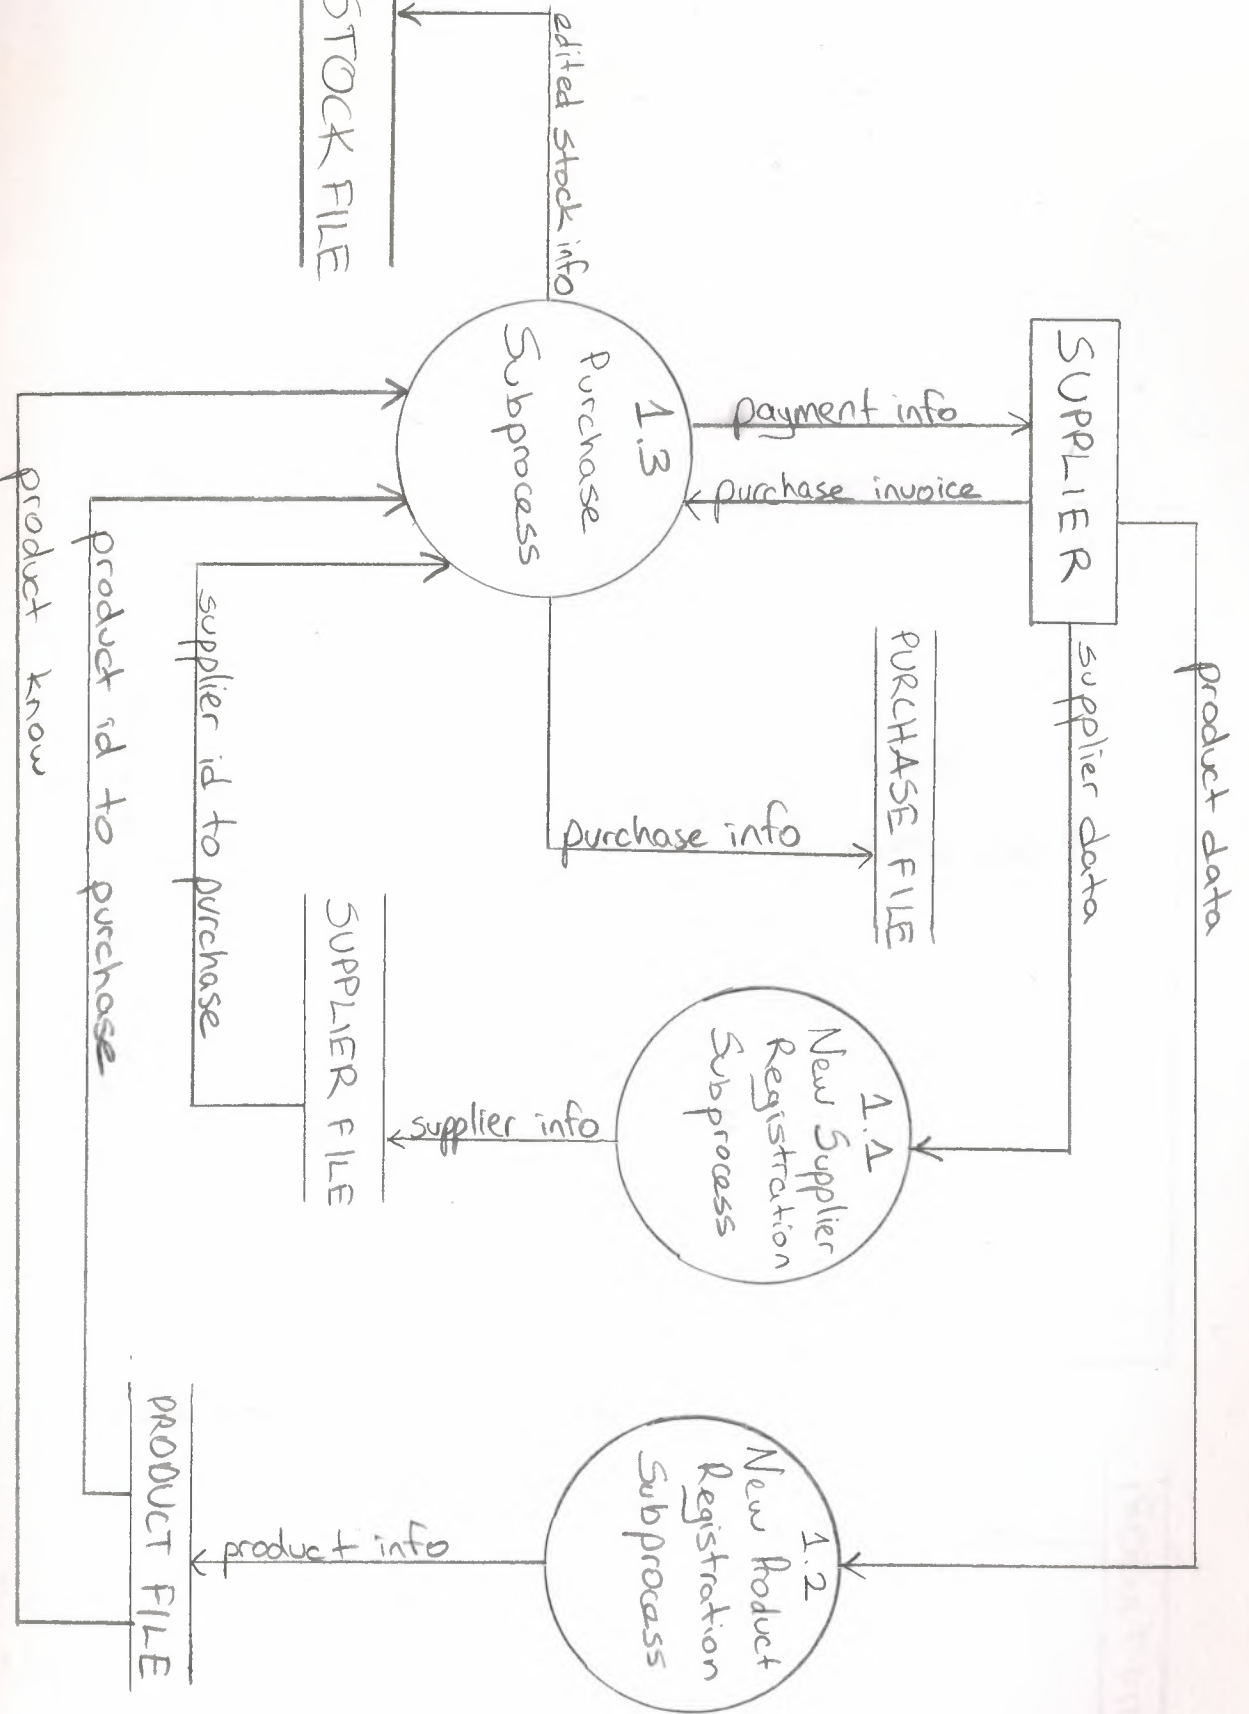 product data
SUPPLIER
supplier data
payment info
purchase invoice
PURCHASE FILE
purchase info
1.1
New Supplier
Registration
Subprocess
1.2
New Product
Registration
Subprocess
1.3
Purchase
Subprocess
edited stock info
STOCK FILE
supplier info
SUPPLIER FILE
product info
PRODUCT FILE
supplier id to purchase
product id to purchase
product know